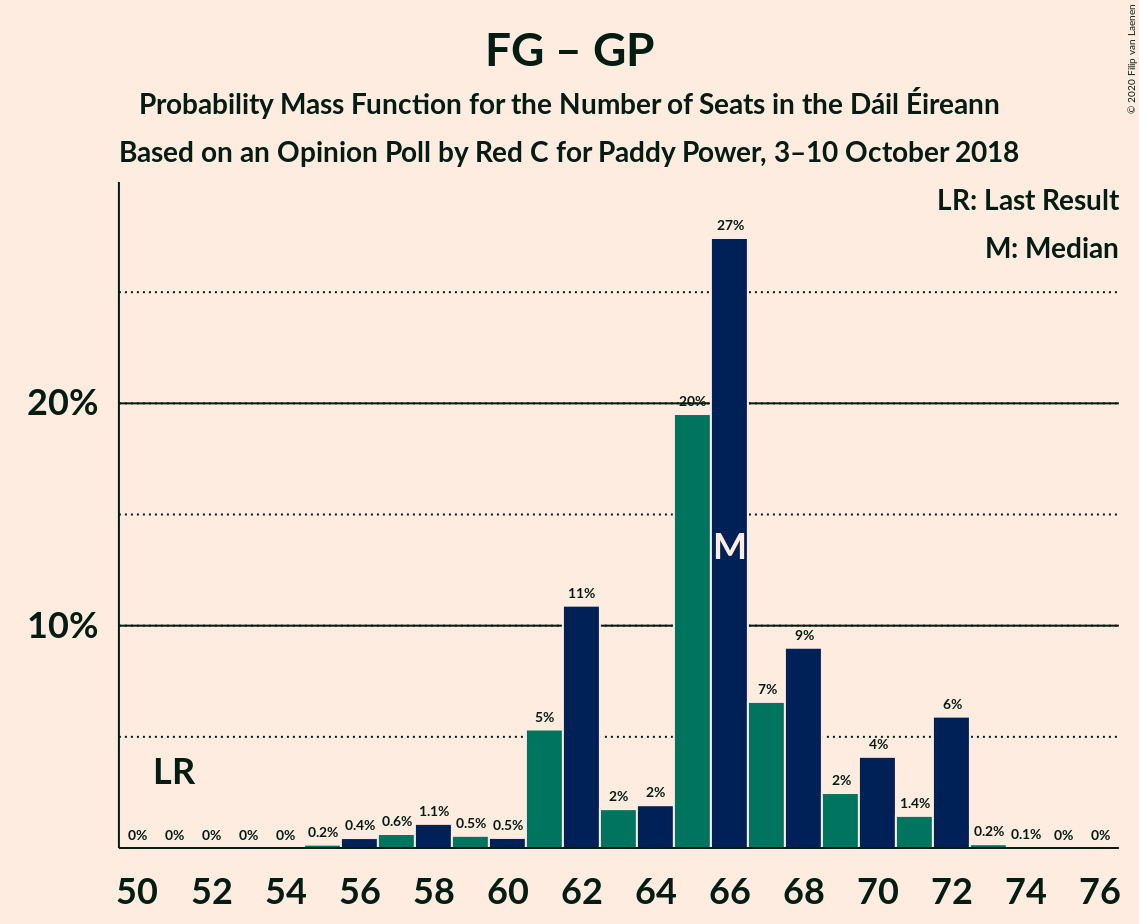 FG – GP
Probability Mass Function for the Number of Seats in the Dáil Éireann
Based on an Opinion Poll by Red C for Paddy Power, 3–10 October 2018
© 2020 Filip van Laenen
LR: Last Result
M: Median
20%
10%
0% 0% 0% 0% 0% 0.2% 0.4% 0.6% 1.1% 0.5% 0.5% 5% 11% 2% 2% 20% 27% 7% 9% 2% 4% 1.4% 6% 0.2% 0.1% 0% 0%
LR
M
50 52 54 56 58 60 62 64 66 68 70 72 74 76